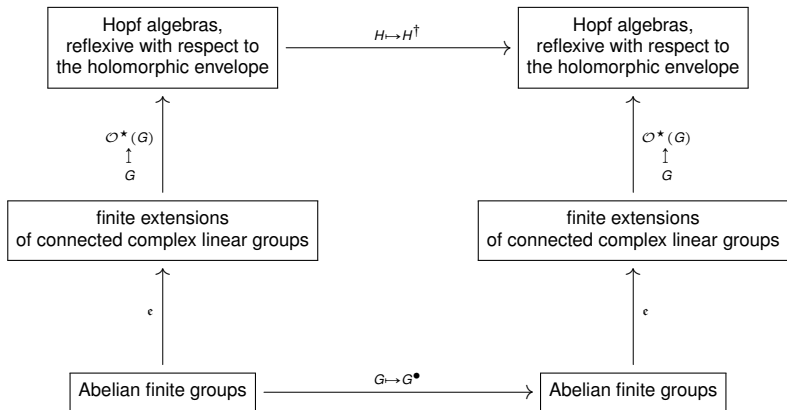 Hopf algebras,
reflexive with respect to
the holomorphic envelope
H↦H†
Hopf algebras,
reflexive with respect to
the holomorphic envelope
𝒪★(G)
↥
G
𝒪★(G)
↥
G
finite extensions
of connected complex linear groups
finite extensions
of connected complex linear groups
𝔢
𝔢
Abelian finite groups
G↦G•
Abelian finite groups